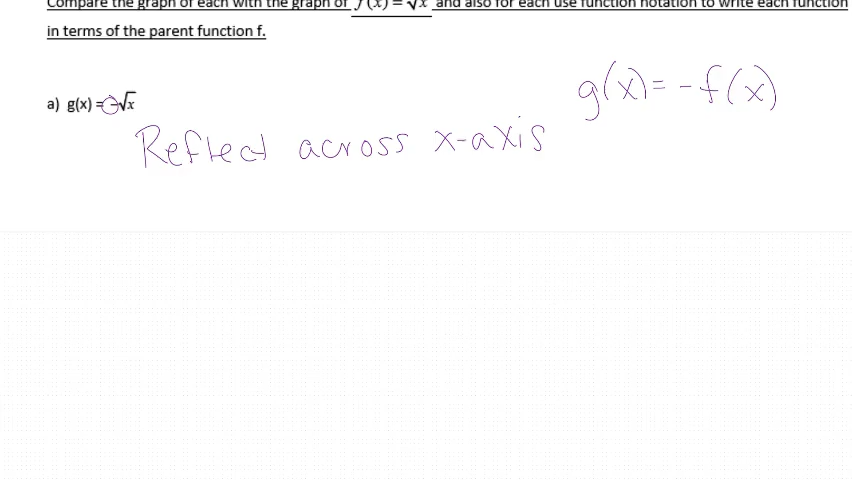 Compare the graph of each with the graph of f(x) = √x and also for each use function notation to write each function
in terms of the parent function f.
g(x) = -f(x)
a) g(x) = -√x
Reflect across x-axis